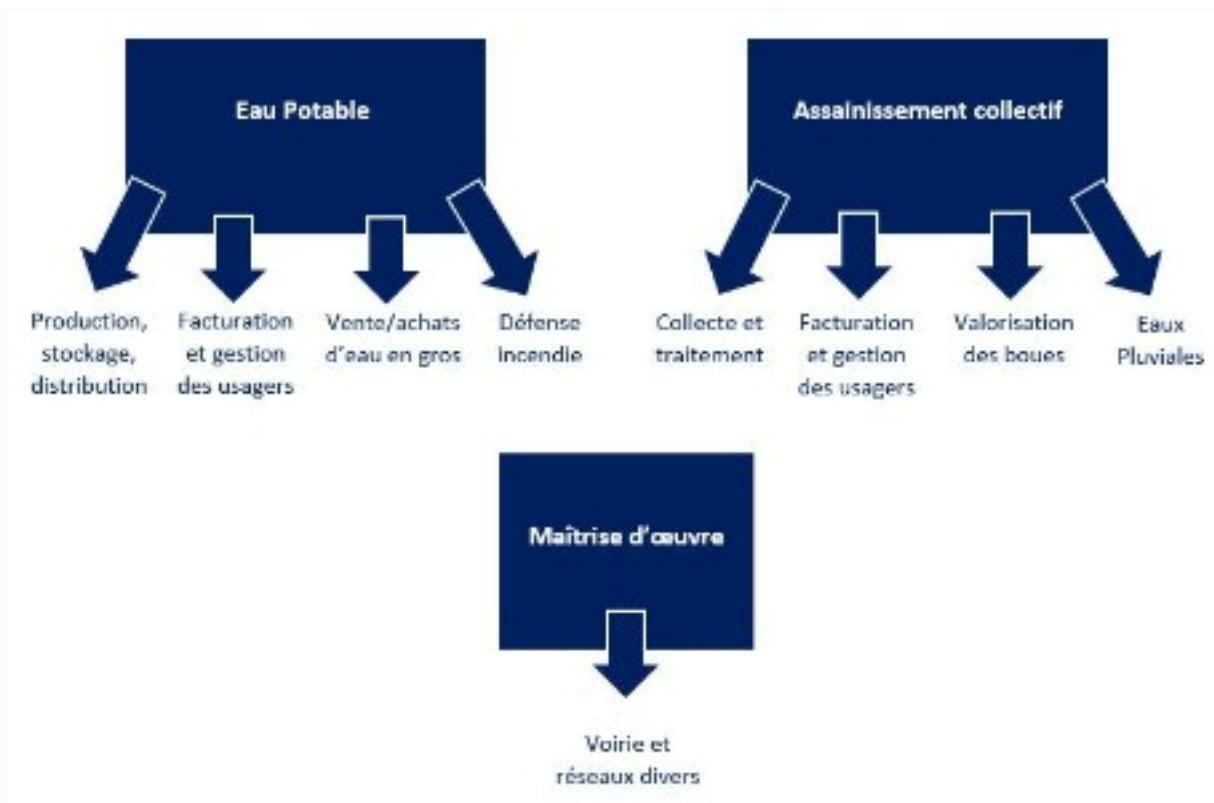 Eau Potable
Production,
stockage,
distribution
Facturation
et gestion
des usagers
Vente/achats
d'eau en gros
Défense
incendie
Assainissement collectif
Collecte et
traitement
Facturation
et gestion
des usagers
Valorisation
des boues
Eaux
Pluviales
Maîtrise d'œuvre
Voirie et
réseaux divers